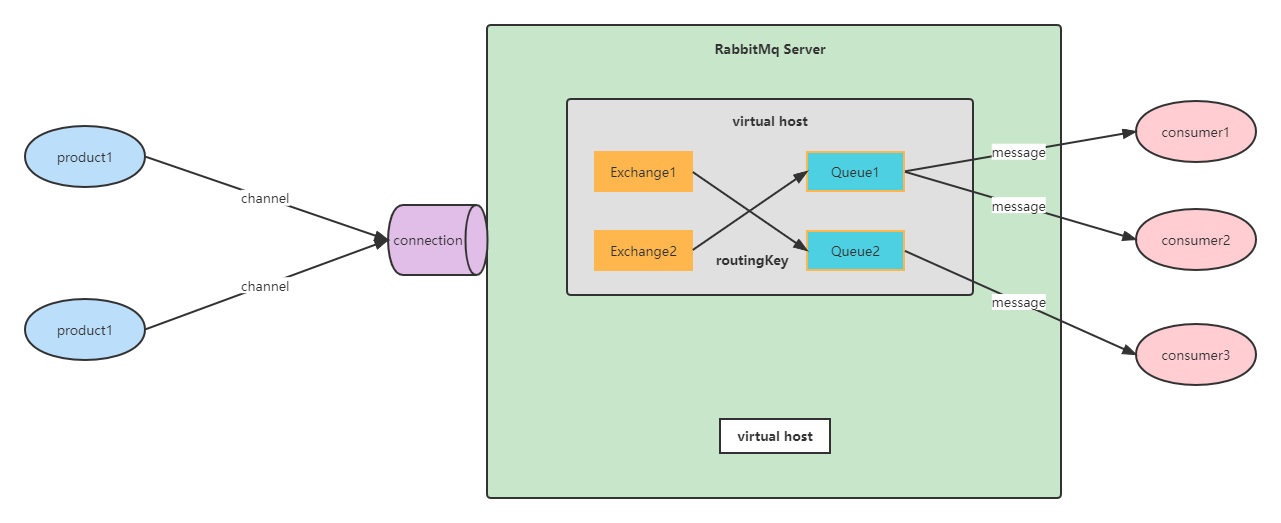 RabbitMq Server
virtual host
product1
channel
connection
channel
product1
Exchange1
Queue1
Exchange2
routingKey
Queue2
message
message
message
consumer1
consumer2
consumer3
virtual host